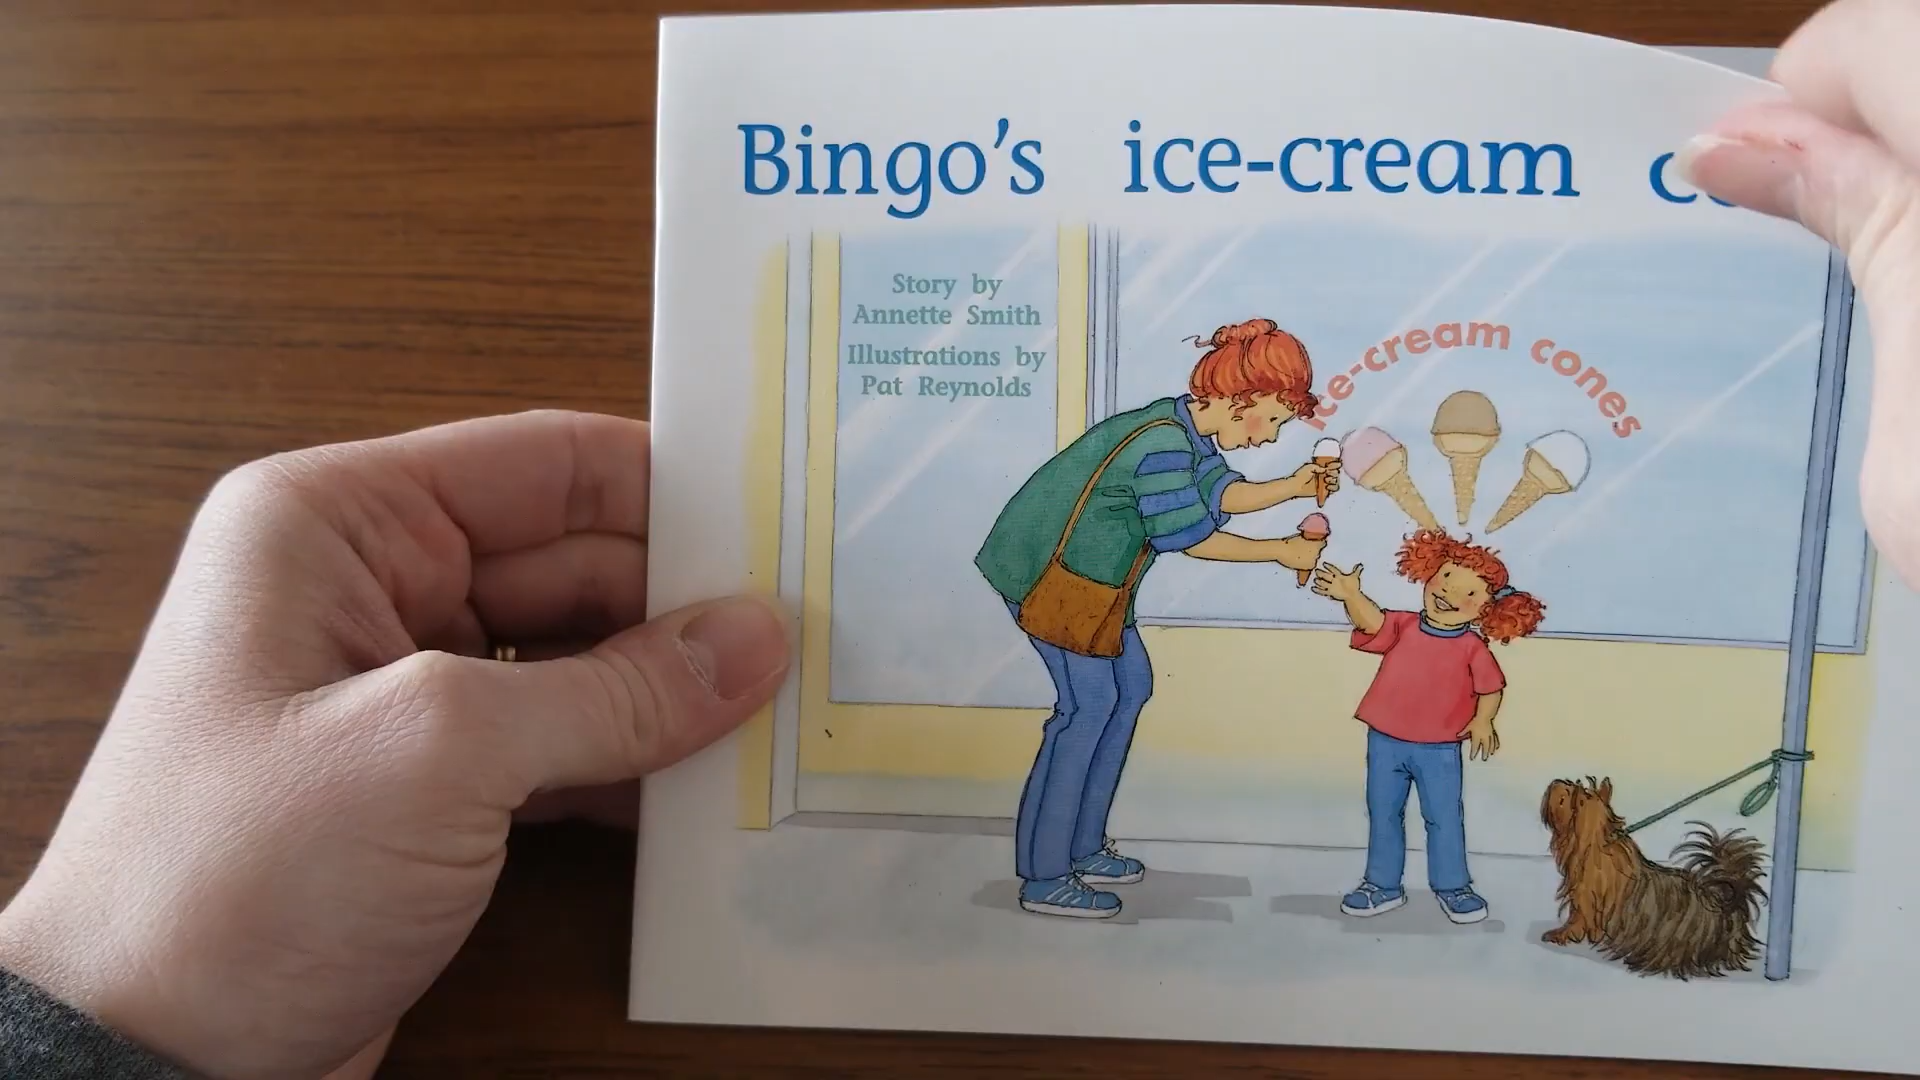 Bingo's ice-cream
Story by
Annette Smith
Illustrations by
Pat Reynolds
ice-cream cones